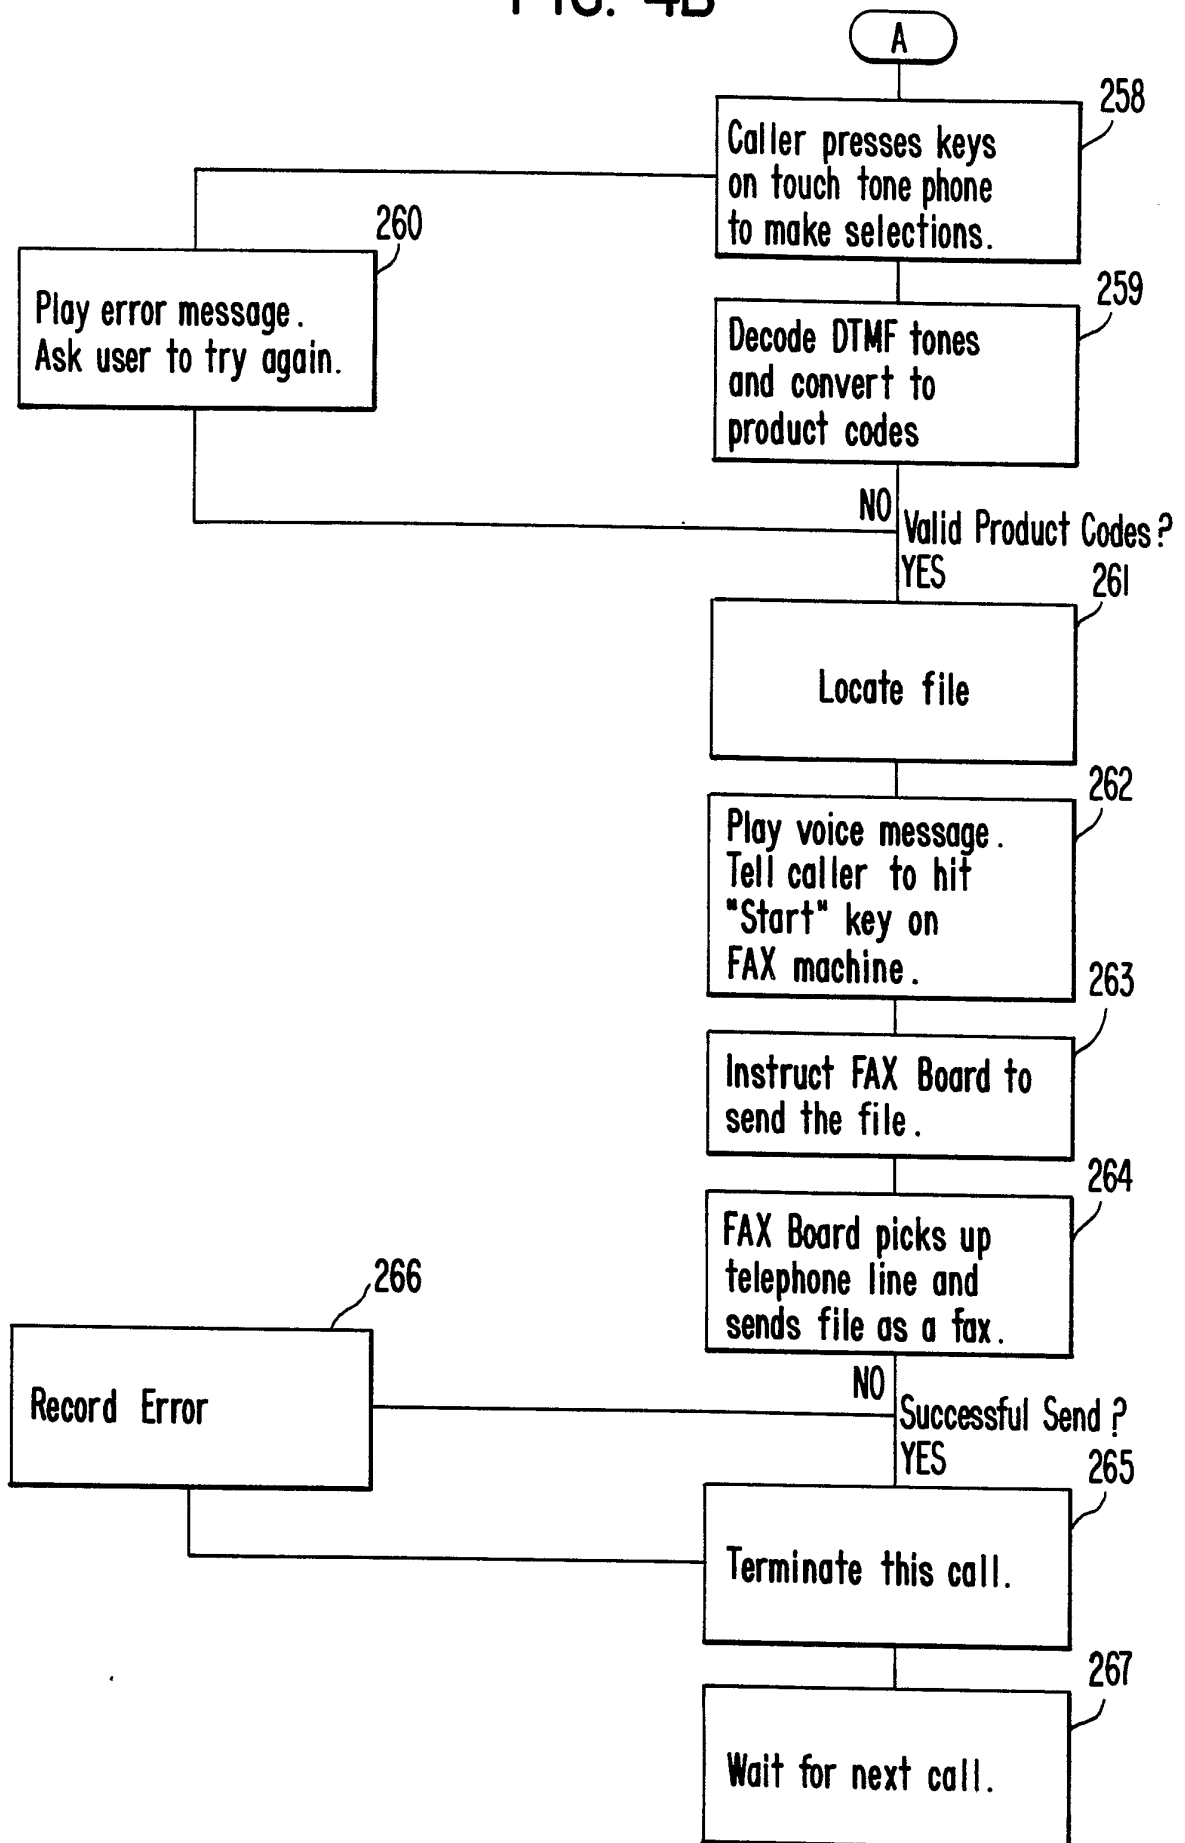 FIG. 4B
A
258
Caller presses keys
on touch tone phone
to make selections.
260
Play error message.
Ask user to try again.
259
Decode DTMF tones
and convert to
product codes
NO
Valid Product Codes?
YES
261
Locate file
262
Play voice message.
Tell caller to hit
"Start" key on
FAX machine.
263
Instruct FAX Board to
send the file.
264
FAX Board picks up
telephone line and
sends file as a fax.
266
Record Error
NO
Successful Send?
YES
265
Terminate this call.
267
Wait for next call.